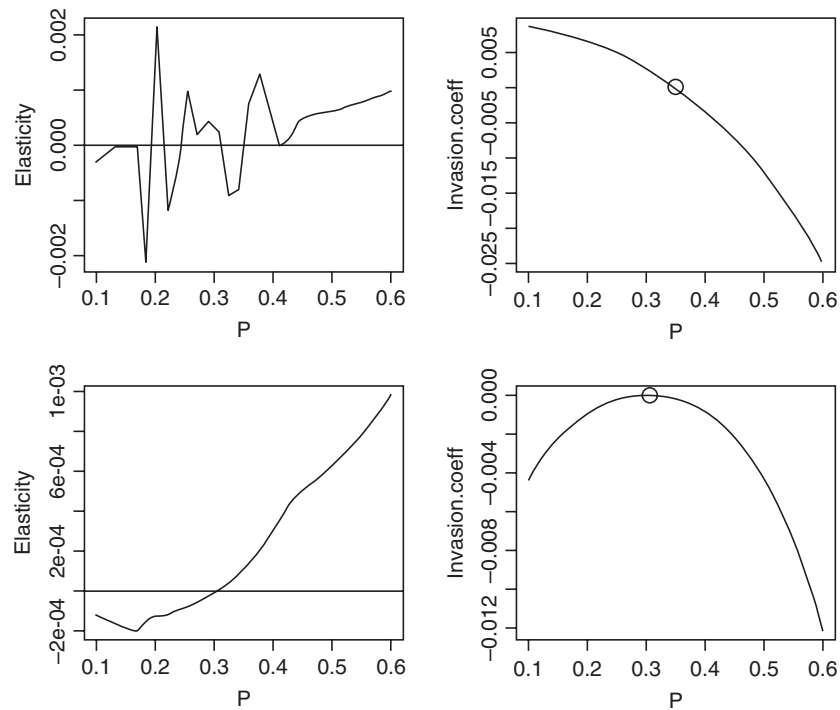 Elasticity
0.002
0.000
−0.002
0.1 0.2 0.3 0.4 0.5 0.6
P
Invasion.coeff
0.005
−0.005
−0.015
−0.025
0.1 0.2 0.3 0.4 0.5 0.6
P
Elasticity
1e-03
6e-04
2e-04
−2e-04
0.1 0.2 0.3 0.4 0.5 0.6
P
Invasion.coeff
0.000
−0.004
−0.008
−0.012
0.1 0.2 0.3 0.4 0.5 0.6
P